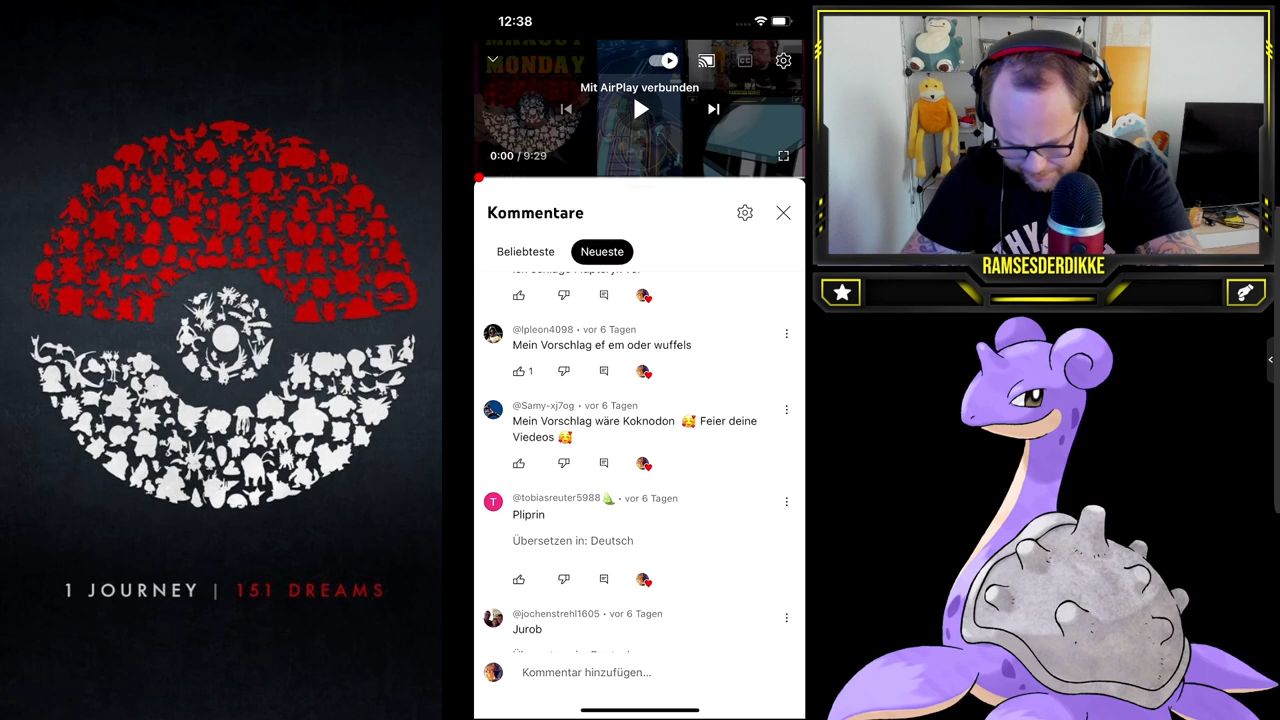 1 JOURNEY | 151 DREAMS
12:38
MONDAY
CC
Mit AirPlay verbunden
0:00 / 9:29
Kommentare
Beliebteste
Neueste
@lpleon4098 • vor 6 Tagen
Mein Vorschlag ef em oder wuffels
1
@Samy-xj7og • vor 6 Tagen
Mein Vorschlag wäre Koknodon 🥰 Feier deine
Viedeos 🥰
T
@tobiasreuter5988 • vor 6 Tagen
Pliprin
Übersetzen in: Deutsch
@jochenstrehl1605 • vor 6 Tagen
Jurob
Kommentar hinzufügen...
RAMSESDERDIKKE